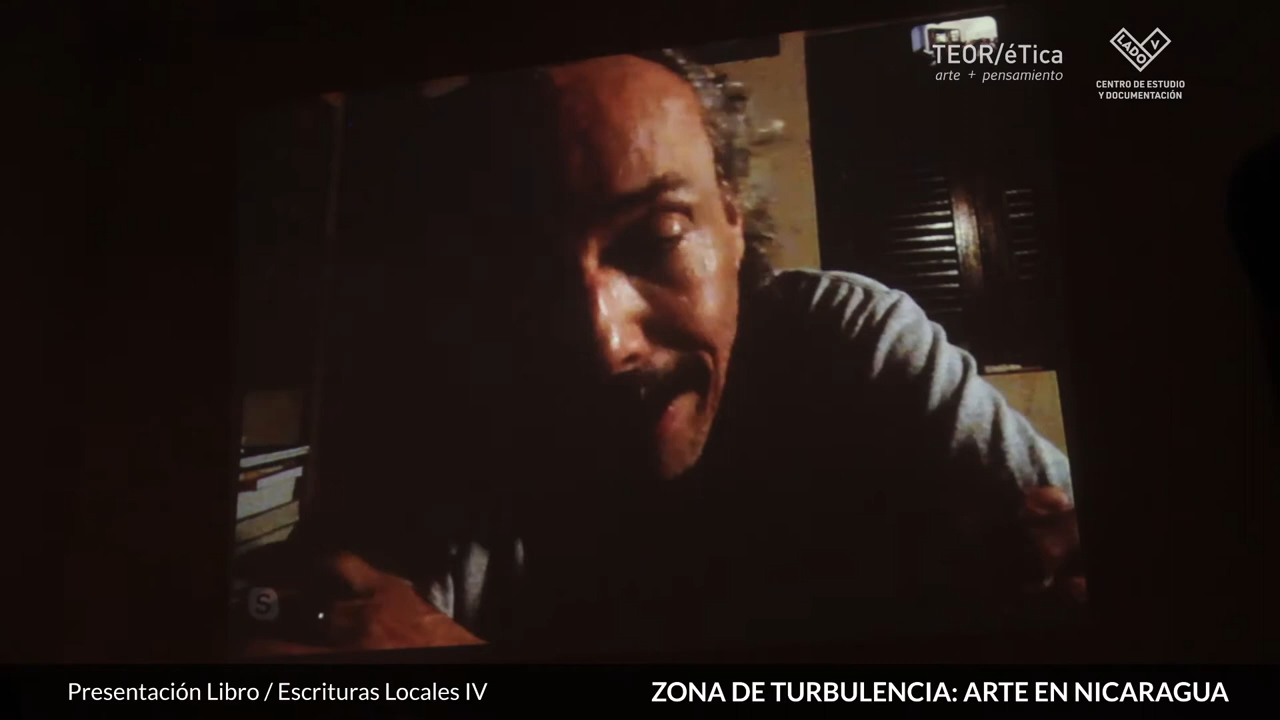 TEOR/éTica
arte + pensamiento
LADO V
CENTRO DE ESTUDIO
Y DOCUMENTACIÓN
S
Presentación Libro / Escrituras Locales IV
ZONA DE TURBULENCIA: ARTE EN NICARAGUA